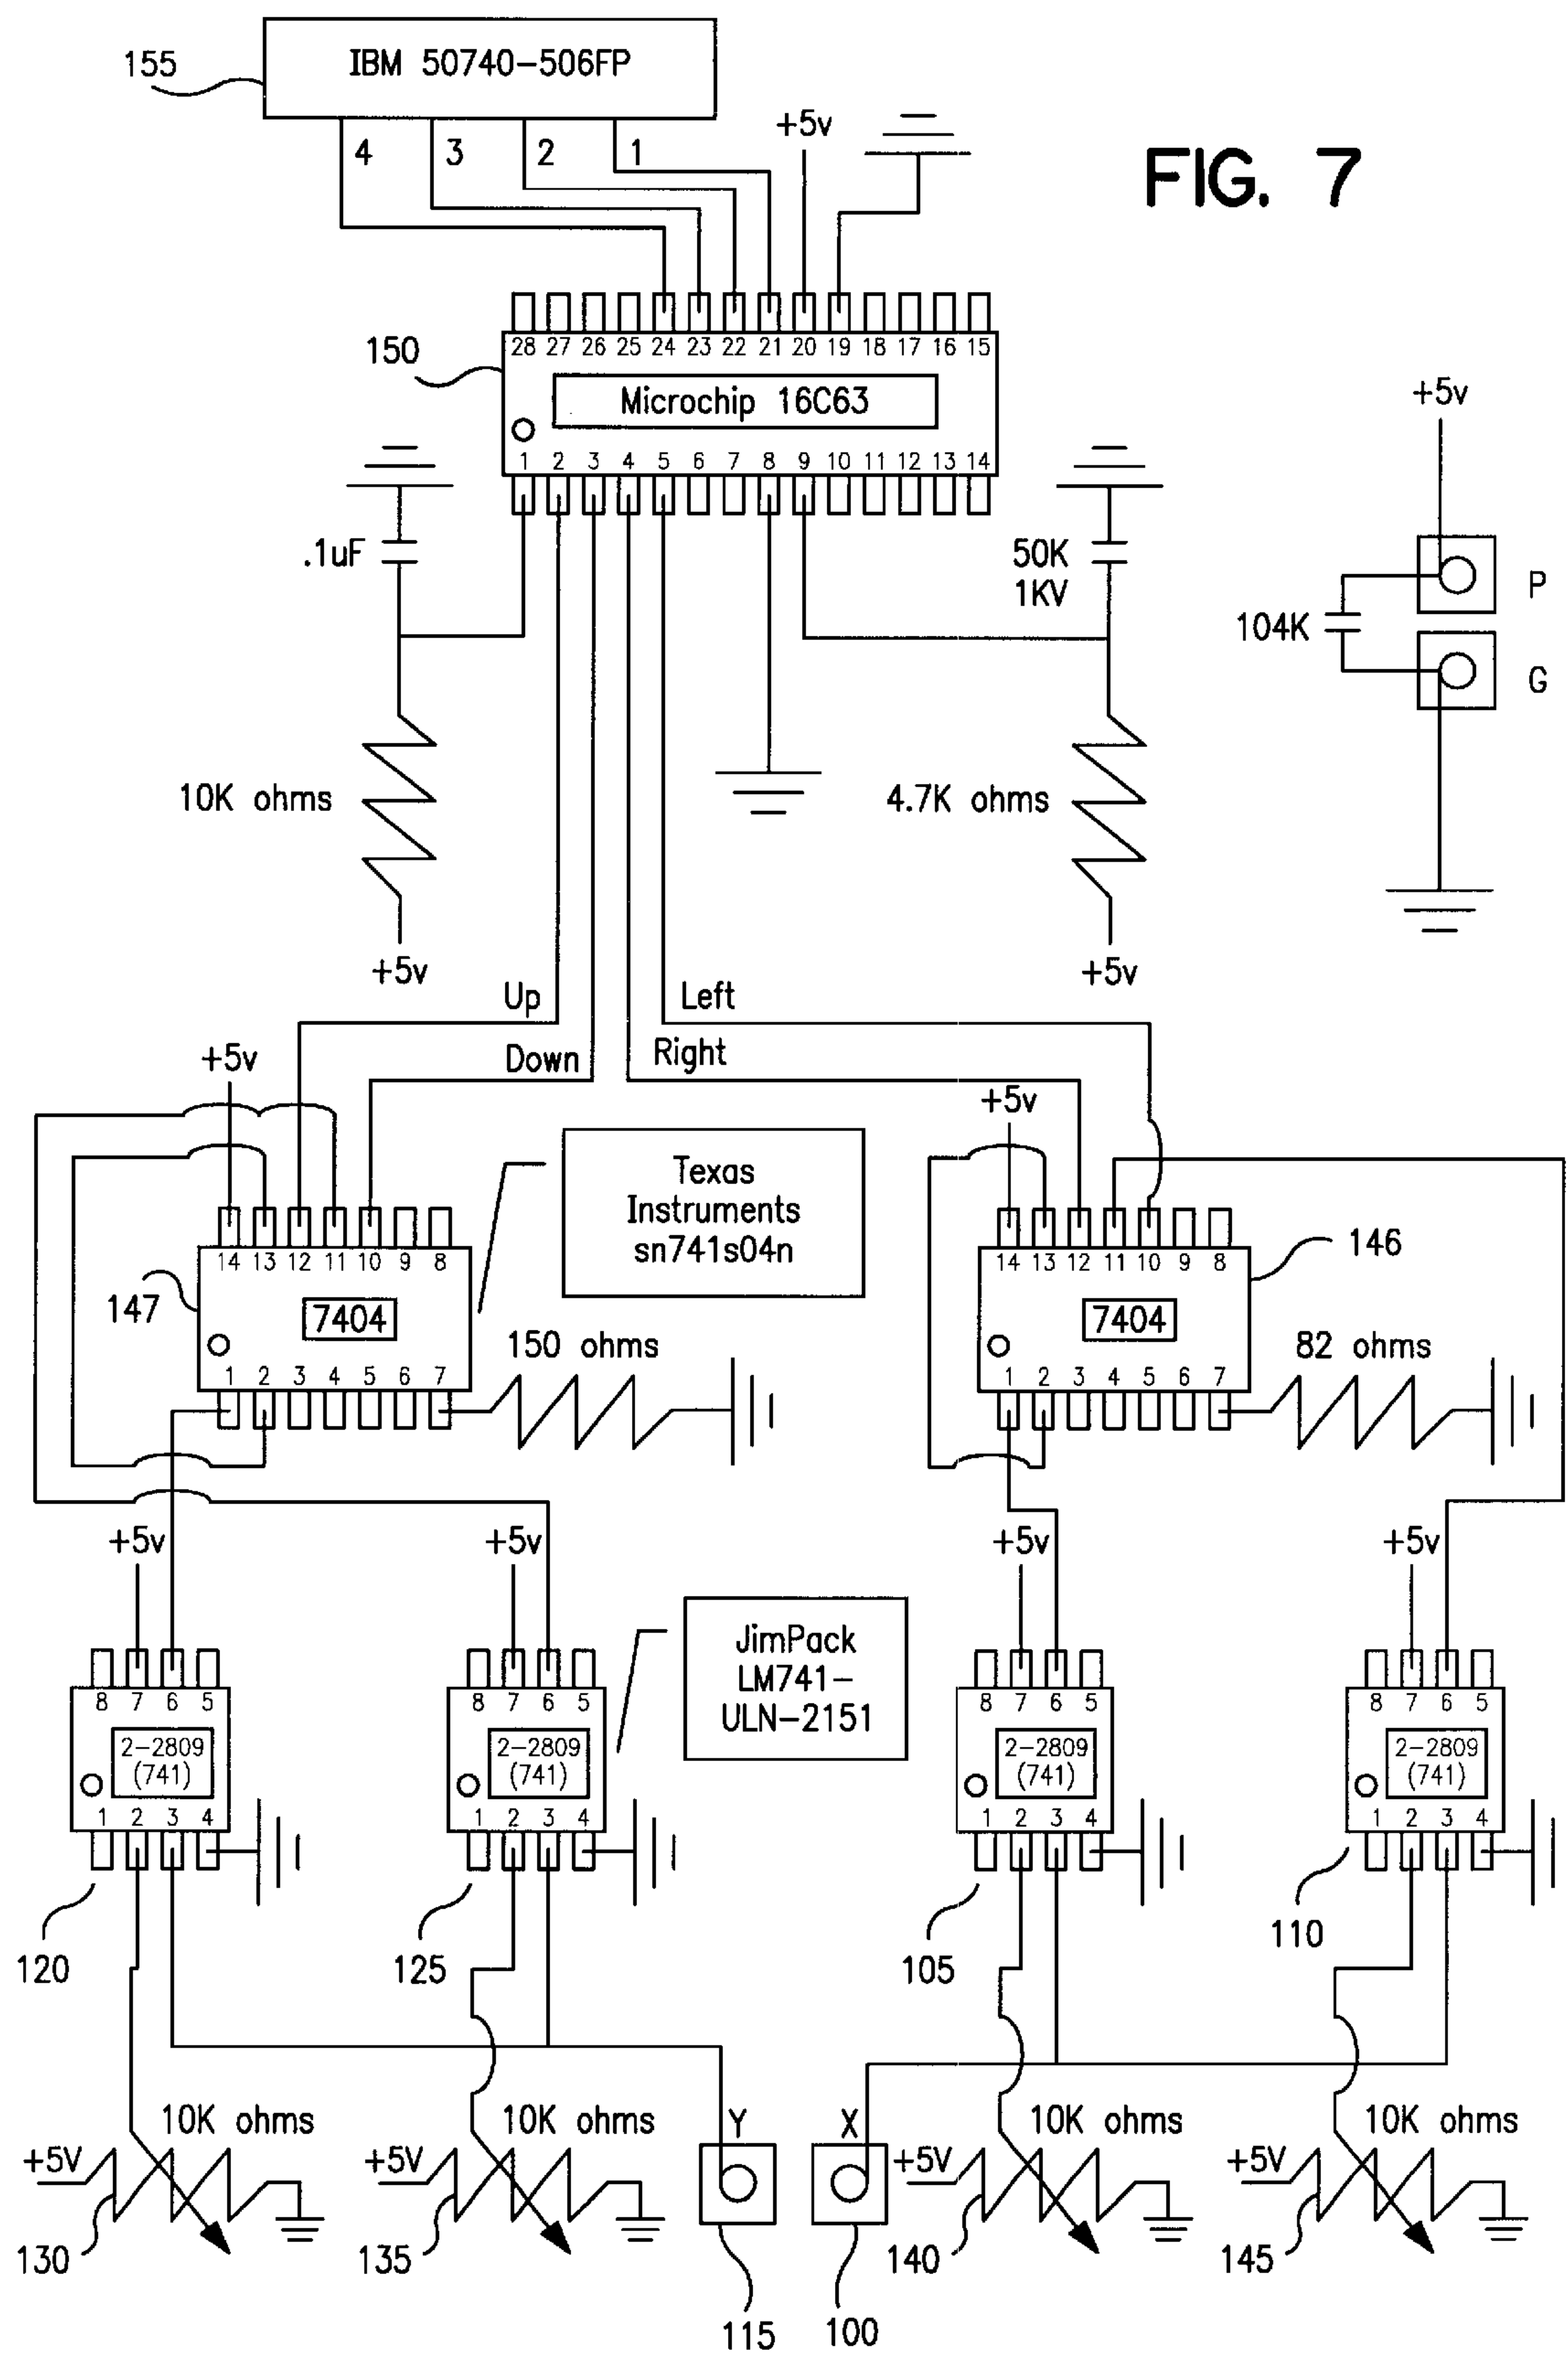 IBM 50740-506FP
155
4 3 2 1
+5v
FIG. 7
28 27 26 25 24 23 22 21 20 19 18 17 16 15
150
Microchip 16C63
1 2 3 4 5 6 7 8 9 10 11 12 13 14
+5v
.1uF
50K
1KV
P
104K
G
10K ohms
4.7K ohms
+5v
+5v
Up
Left
Down
Right
+5v
+5v
Texas
Instruments
sn741s04n
14 13 12 11 10 9 8
147
7404
1 2 3 4 5 6 7
150 ohms
14 13 12 11 10 9 8
146
7404
1 2 3 4 5 6 7
82 ohms
+5v
+5v
+5v
+5v
JimPack
LM741-
ULN-2151
8 7 6 5
2-2809
(741)
1 2 3 4
8 7 6 5
2-2809
(741)
1 2 3 4
8 7 6 5
2-2809
(741)
1 2 3 4
8 7 6 5
2-2809
(741)
1 2 3 4
120
125
105
110
10K ohms
10K ohms
Y
X
10K ohms
10K ohms
+5V
+5V
+5V
+5V
130
135
140
145
115
100